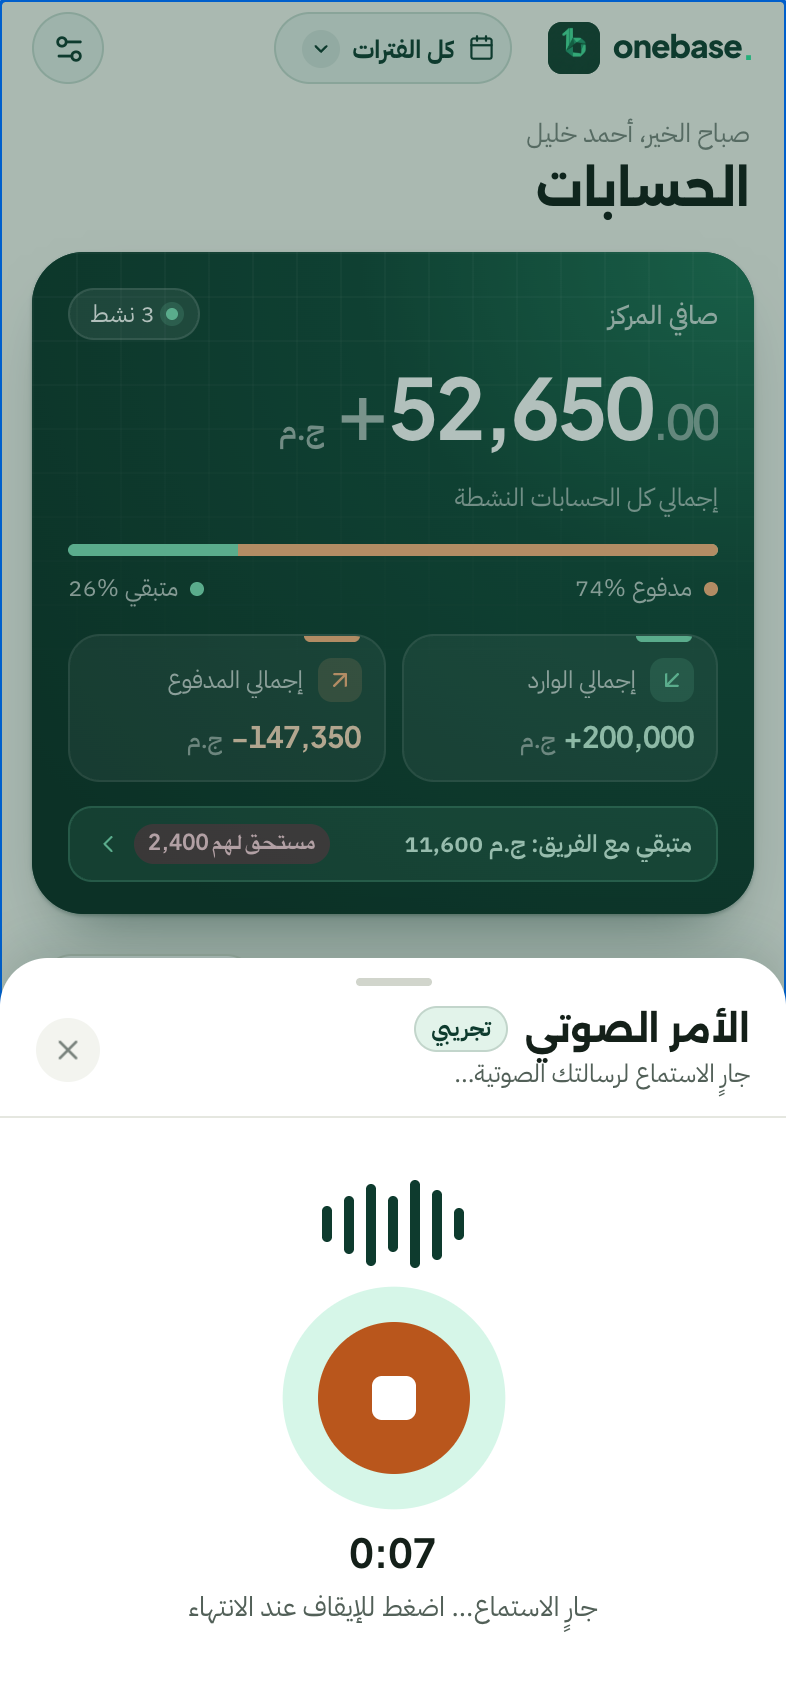 onebase.
كل الفترات
صباح الخير، أحمد خليل
الحسابات
صافي المركز
3 نشط
+52,650.00 ج.م
إجمالي كل الحسابات النشطة
مدفوع 74%
متبقي 26%
إجمالي الوارد
+200,000 ج.م
إجمالي المدفوع
−147,350 ج.م
متبقي مع الفريق: ج.م 11,600
مستحق لهم 2,400
الأمر الصوتي
تجريبي
جارٍ الاستماع لرسالتك الصوتية...
0:07
جارٍ الاستماع... اضغط للإيقاف عند الانتهاء